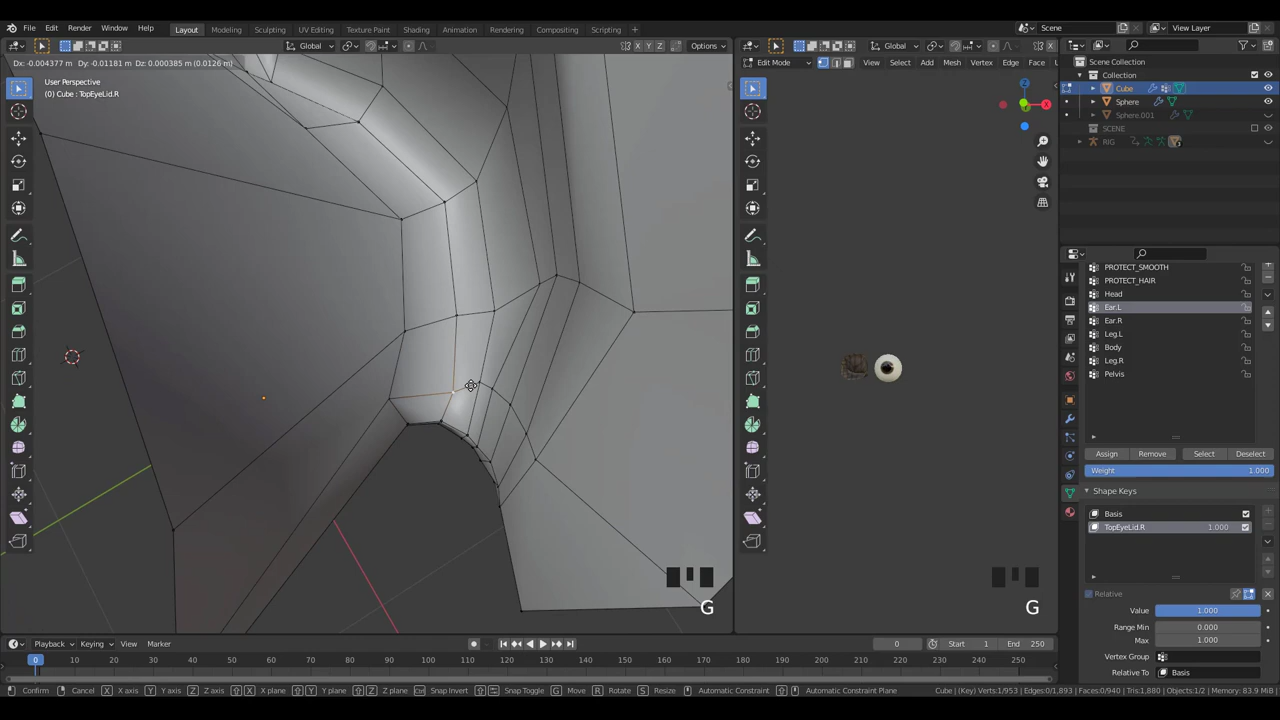 File Edit Render Window Help Layout Modeling Sculpting UV Editing Texture Paint Shading Animation Rendering Compositing Scripting Scene View Layer
Global X Y Z Options Global
Dx: -0.004377 m Dy: -0.01181 m Dz: 0.000385 m (0.0126 m)
Edit Mode View Select Add Mesh Vertex Edge Face
User Perspective
(0) Cube : TopEyeLid.R
Z
X
Scene Collection
Collection
Cube
Sphere
Sphere.001
SCENE
RIG
PROTECT_SMOOTH
PROTECT_HAIR
Head
Ear.L
Ear.R
Leg.L
Body
Leg.R
Pelvis
Assign Remove Select Deselect
Weight 1.000
Shape Keys
Basis
TopEyeLid.R 1.000
Relative
Value 1.000
Range Min 0.000
Max 1.000
Vertex Group
Relative To Basis
G
G
Playback Keying View Marker 0 Start 1 End 250
0 10 20 30 40 50 60 70 80 90 100 110 120 130 140 150 160 170 180 190 200 210 220 230 240 250
Confirm Cancel X X axis Y Y axis Z Z axis X X plane Y Y plane Z Z plane Ctrl Snap Invert Snap Toggle G Move R Rotate S Resize Automatic Constraint Automatic Constraint Plane Cube | (Key) Verts:1/953 | Edges:0/1,893 | Faces:0/940 | Tris:1,880 | Objects:1/2 | Memory: 83.9 MiB